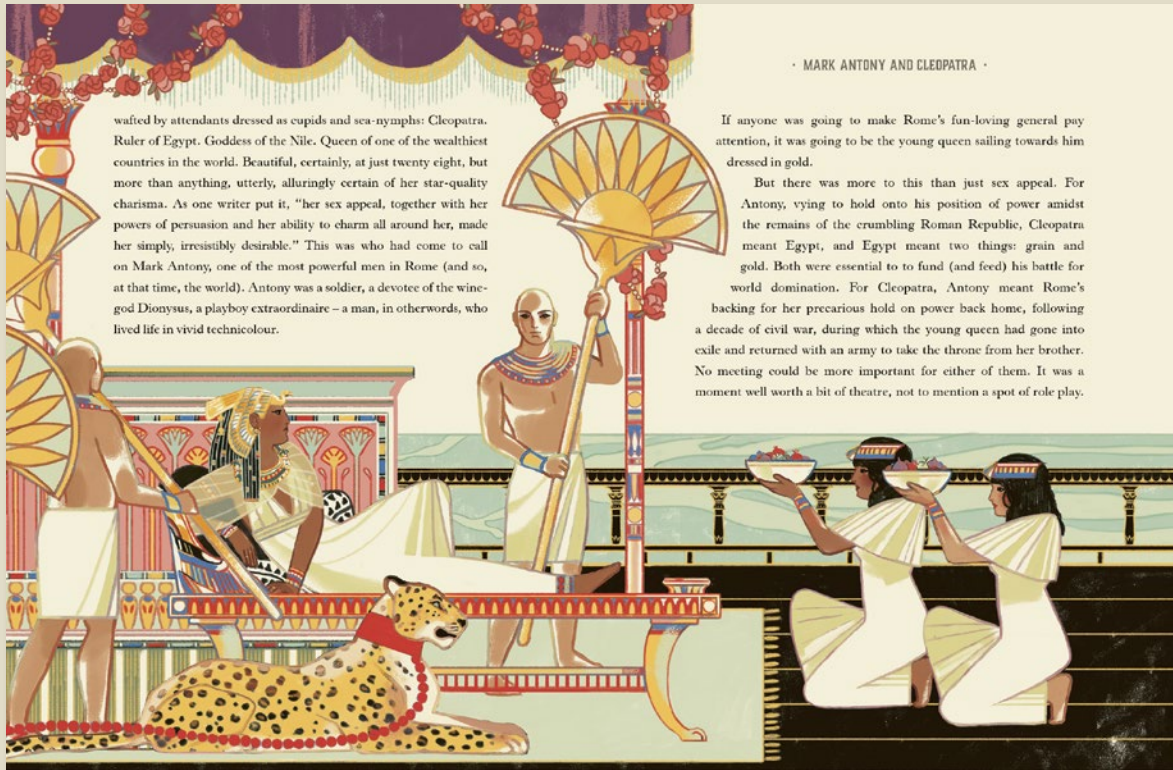 wafted by attendants dressed as cupids and sea-nymphs: Cleopatra.
Ruler of Egypt. Goddess of the Nile. Queen of one of the wealthiest
countries in the world. Beautiful, certainly, at just twenty eight, but
more than anything, utterly, alluringly certain of her star-quality
charisma. As one writer put it, “her sex appeal, together with her
powers of persuasion and her ability to charm all around her, made
her simply, irresistibly desirable.” This was who had come to call
on Mark Antony, one of the most powerful men in Rome (and so,
at that time, the world). Antony was a soldier, a devotee of the wine-
god Dionysus, a playboy extraordinaire – a man, in otherwords, who
lived life in vivid technicolour.
· MARK ANTONY AND CLEOPATRA ·
If anyone was going to make Rome’s fun-loving general pay
attention, it was going to be the young queen sailing towards him
dressed in gold.
But there was more to this than just sex appeal. For
Antony, vying to hold onto his position of power amidst
the remains of the crumbling Roman Republic, Cleopatra
meant Egypt, and Egypt meant two things: grain and
gold. Both were essential to to fund (and feed) his battle for
world domination. For Cleopatra, Antony meant Rome’s
backing for her precarious hold on power back home, following
a decade of civil war, during which the young queen had gone into
exile and returned with an army to take the throne from her brother.
No meeting could be more important for either of them. It was a
moment well worth a bit of theatre, not to mention a spot of role play.